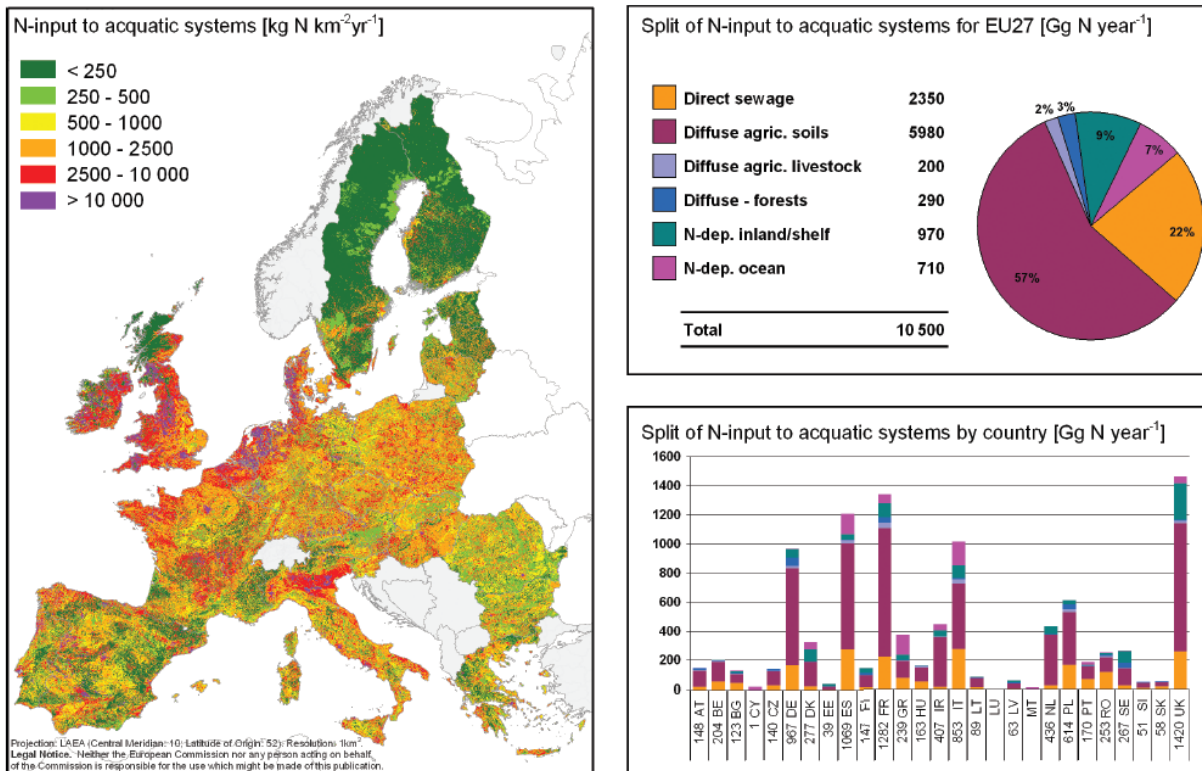 N-input to acquatic systems [kg N km-2yr-1]
< 250
250 - 500
500 - 1000
1000 - 2500
2500 - 10 000
> 10 000
Projection: LAEA (Central Meridian: 10, Latitude of Origin: 52). Resolution: 1km².
Legal Notice. Neither the European Commission nor any person acting on behalf
of the Commission is responsible for the use which might be made of this publication.
Split of N-input to acquatic systems for EU27 [Gg N year-1]
Direct sewage 2350
Diffuse agric. soils 5980
Diffuse agric. livestock 200
Diffuse - forests 290
N-dep. inland/shelf 970
N-dep. ocean 710
Total 10 500
2%
3%
9%
7%
22%
57%
Split of N-input to acquatic systems by country [Gg N year-1]
1600
1400
1200
1000
800
600
400
200
0
148 AT
204 BE
123 BG
1 CY
140 CZ
967 DE
277 DK
39 EE
1069 ES
147 FI
1282 FR
239 GR
163 HU
407 IR
853 IT
89 LT
LU
63 LV
MT
436 NL
614 PL
170 PT
253 RO
267 SE
51 SI
58 SK
1420 UK